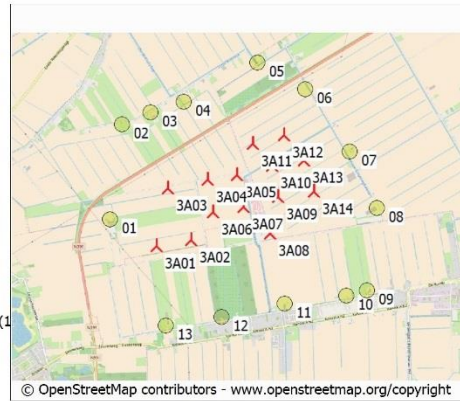 05
06
04
03
02
3A12
3A11
07
3A10
3A13
3A05
3A04
3A03
3A14
3A09
08
01
3A06
3A07
3A08
3A02
3A01
(1
09
10
11
12
13
© OpenStreetMap contributors - www.openstreetmap.org/copyright